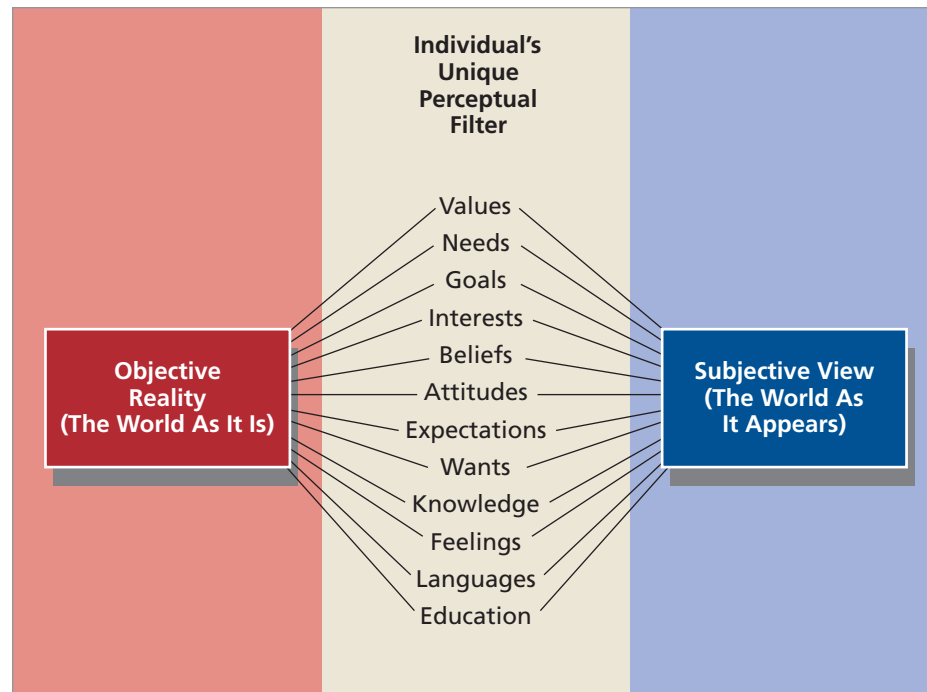 Individual's
Unique
Perceptual
Filter
Values
Needs
Goals
Interests
Beliefs
Attitudes
Expectations
Wants
Knowledge
Feelings
Languages
Education
Objective
Reality
(The World As It Is)
Subjective View
(The World As
It Appears)